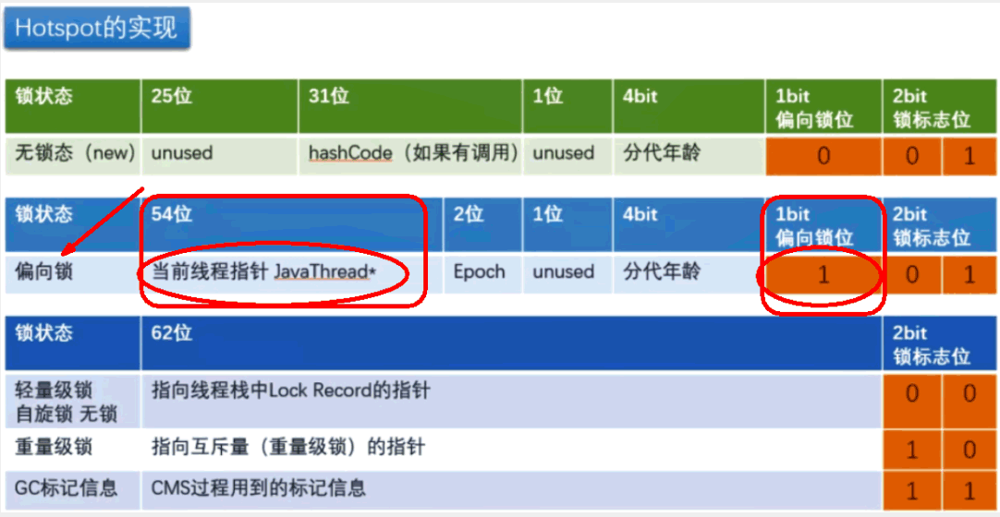 Hotspot的实现
锁状态 25位 31位 1位 4bit 1bit 2bit
偏向锁位 锁标志位
无锁态（new) unused hashCode（如果有调用) unused 分代年龄 0 0 1
锁状态 54位 2位 1位 4bit 1bit 2bit
偏向锁位 锁标志位
偏向锁 当前线程指针 JavaThread* Epoch unused 分代年龄 1 0 1
锁状态 62位 2bit
锁标志位
轻量级锁 指向线程栈中Lock Record的指针 0 0
自旋锁 无锁
重量级锁 指向互斥量（重量级锁）的指针 1 0
GC标记信息 CMS过程用到的标记信息 1 1